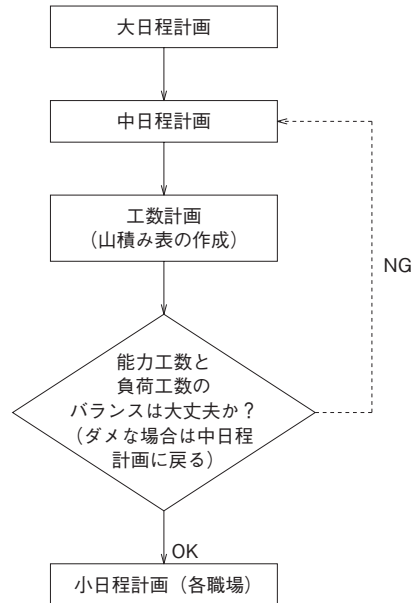 大日程計画
中日程計画
工数計画
（山積み表の作成）
NG
能力工数と
負荷工数の
バランスは大丈夫か？
（ダメな場合は中日程
計画に戻る）
OK
小日程計画（各職場）